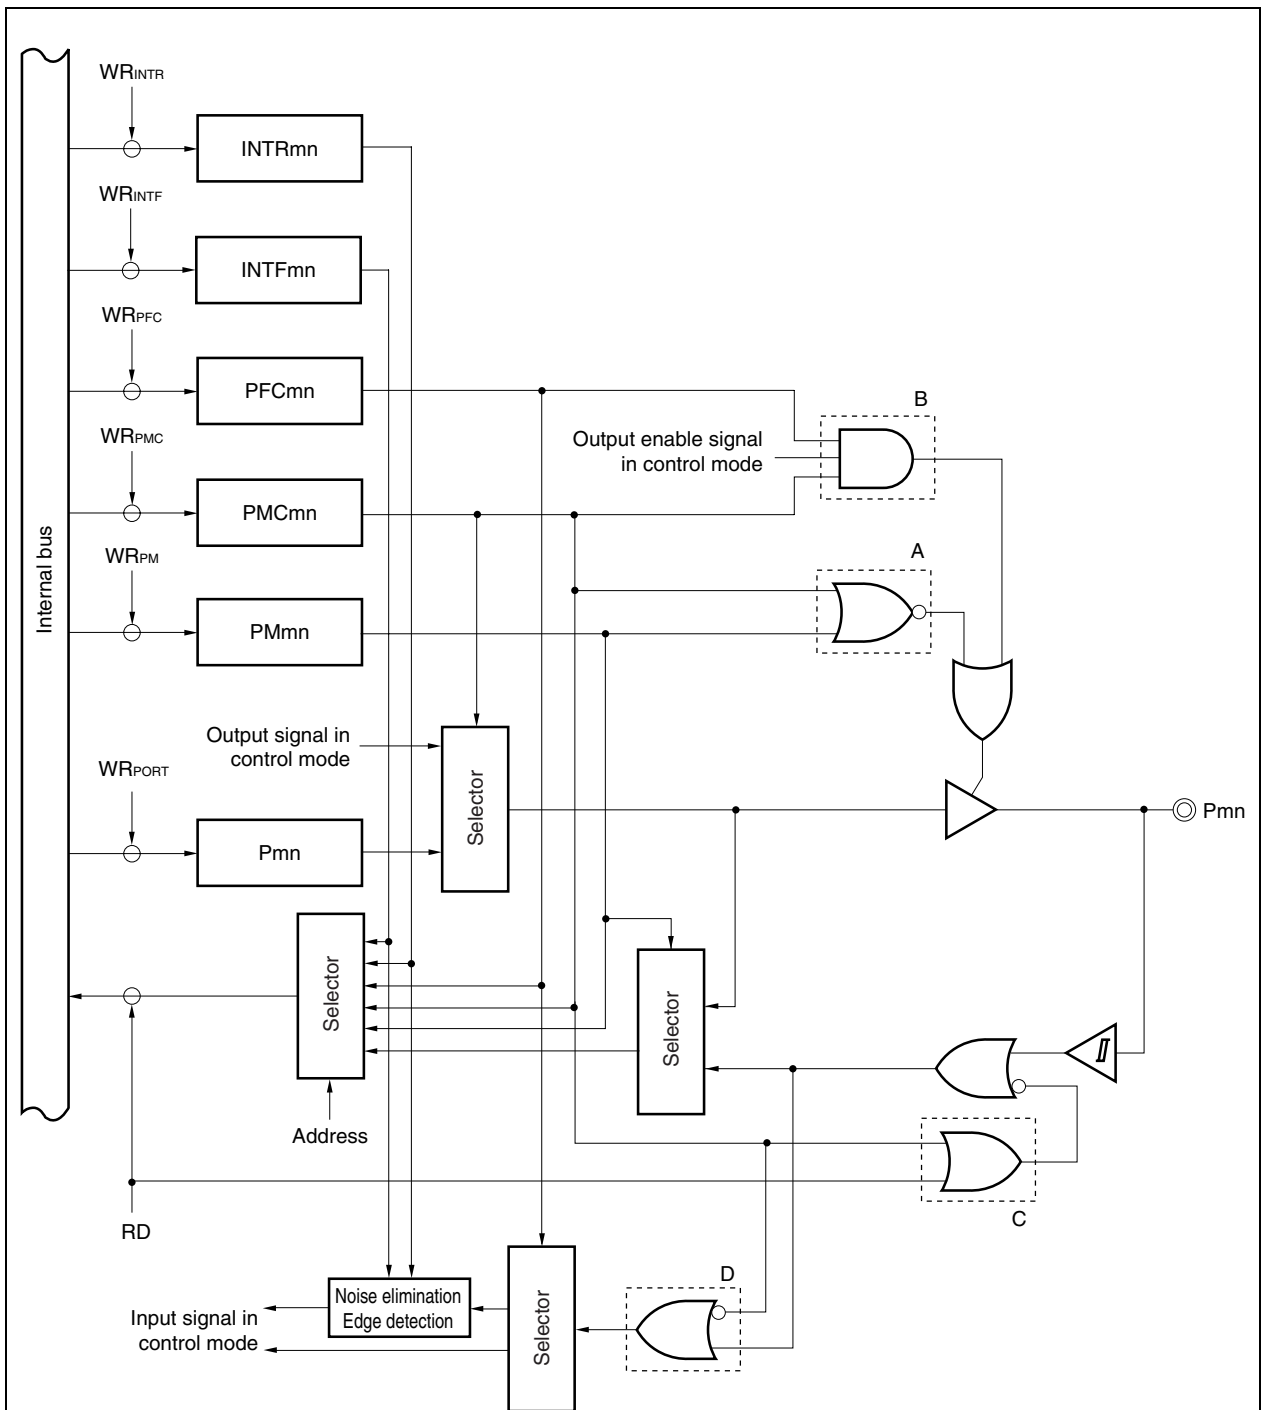 WRINTR
INTRmn
WRINTF
INTFmn
WRPFC
PFCmn
B
Output enable signal
in control mode
WRPMC
PMCmn
A
WRPM
PMmn
Internal bus
Output signal in
control mode
Selector
WRPORT
Pmn
Pmn
Selector
Selector
Address
RD
C
D
Noise elimination
Edge detection
Selector
Input signal in
control mode